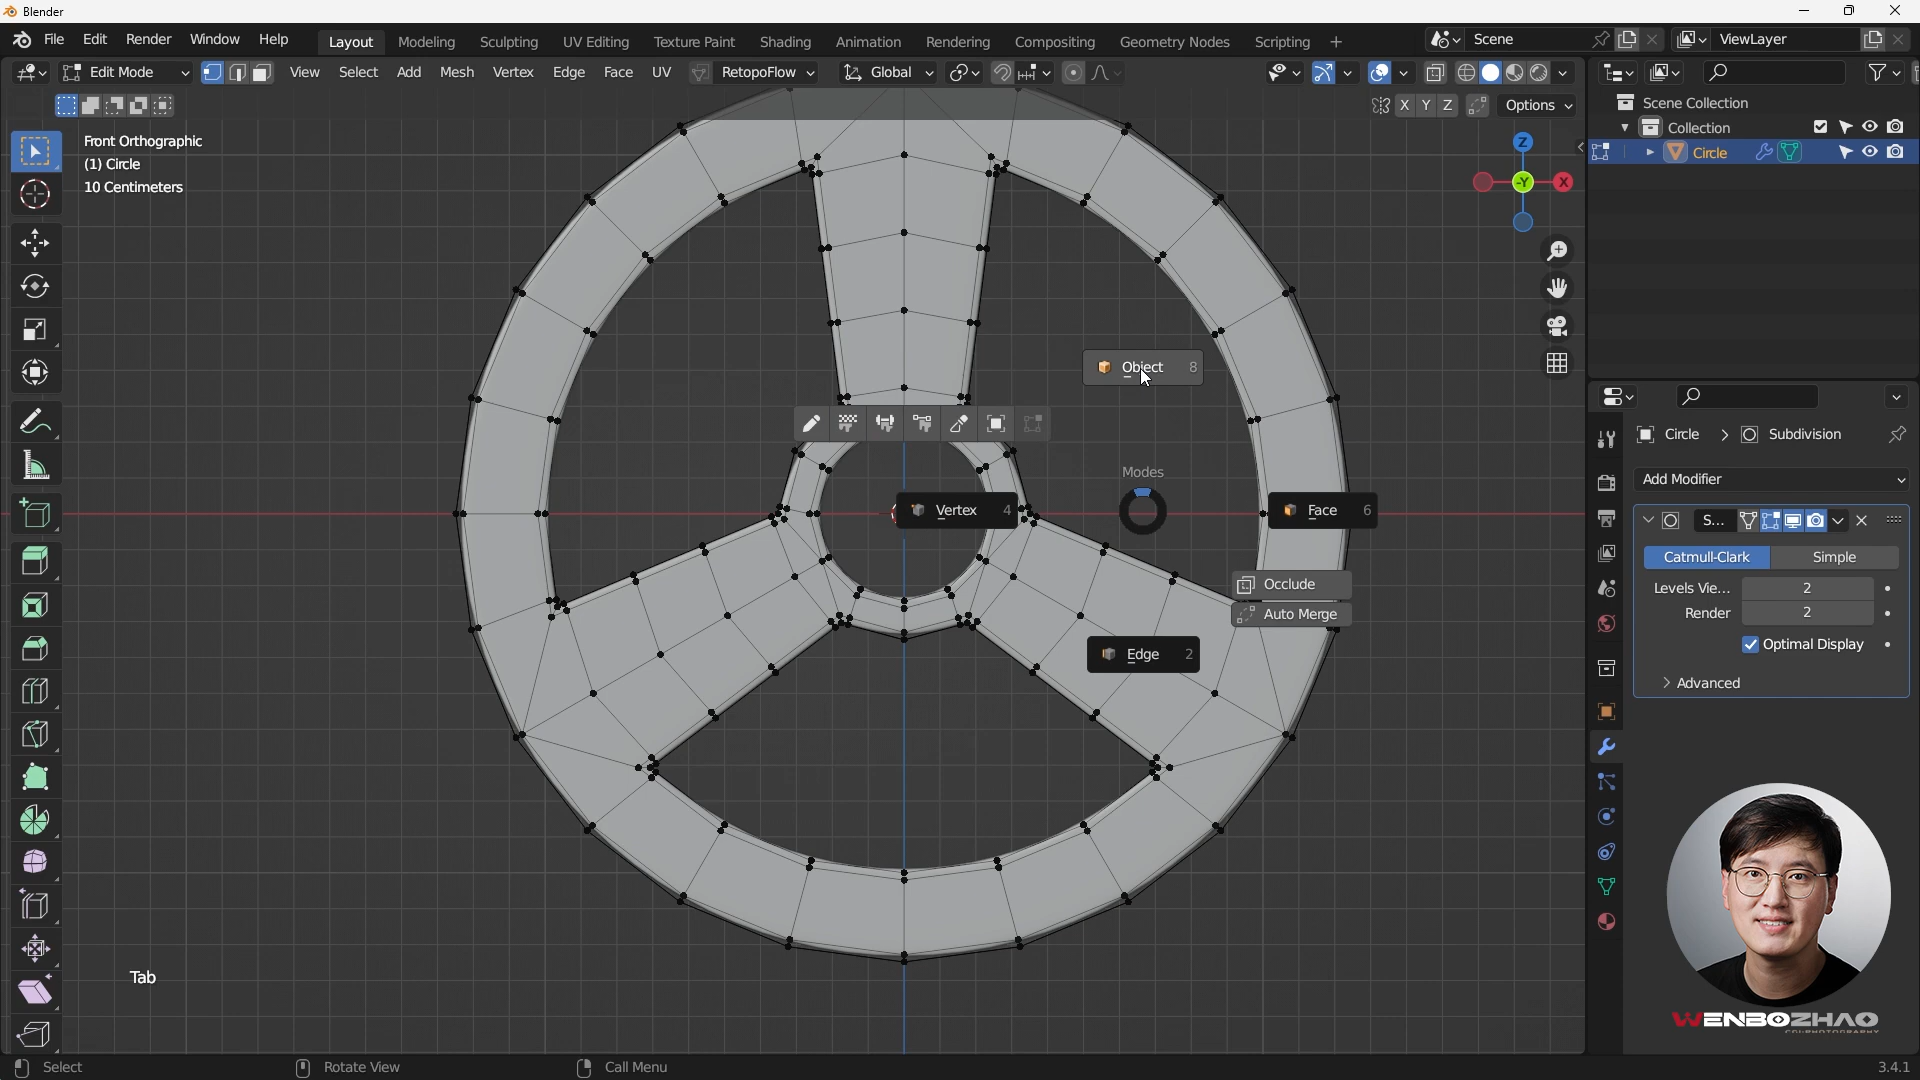 Blender
File Edit Render Window Help
Layout Modeling Sculpting UV Editing Texture Paint Shading Animation Rendering Compositing Geometry Nodes Scripting
Scene
ViewLayer
Edit Mode
View Select Add Mesh Vertex Edge Face UV
RetopoFlow
Global
X Y Z
Options
Scene Collection
Collection
Circle
Front Orthographic
(1) Circle
10 Centimeters
Z
-Y
X
Object 8
Modes
Vertex 4
Face 6
Occlude
Auto Merge
Edge 2
Circle > Subdivision
Add Modifier
S...
Catmull-Clark Simple
Levels Vie... 2
Render 2
Optimal Display
Advanced
WENBOZHAO
Tab
Select Rotate View Call Menu 3.4.1